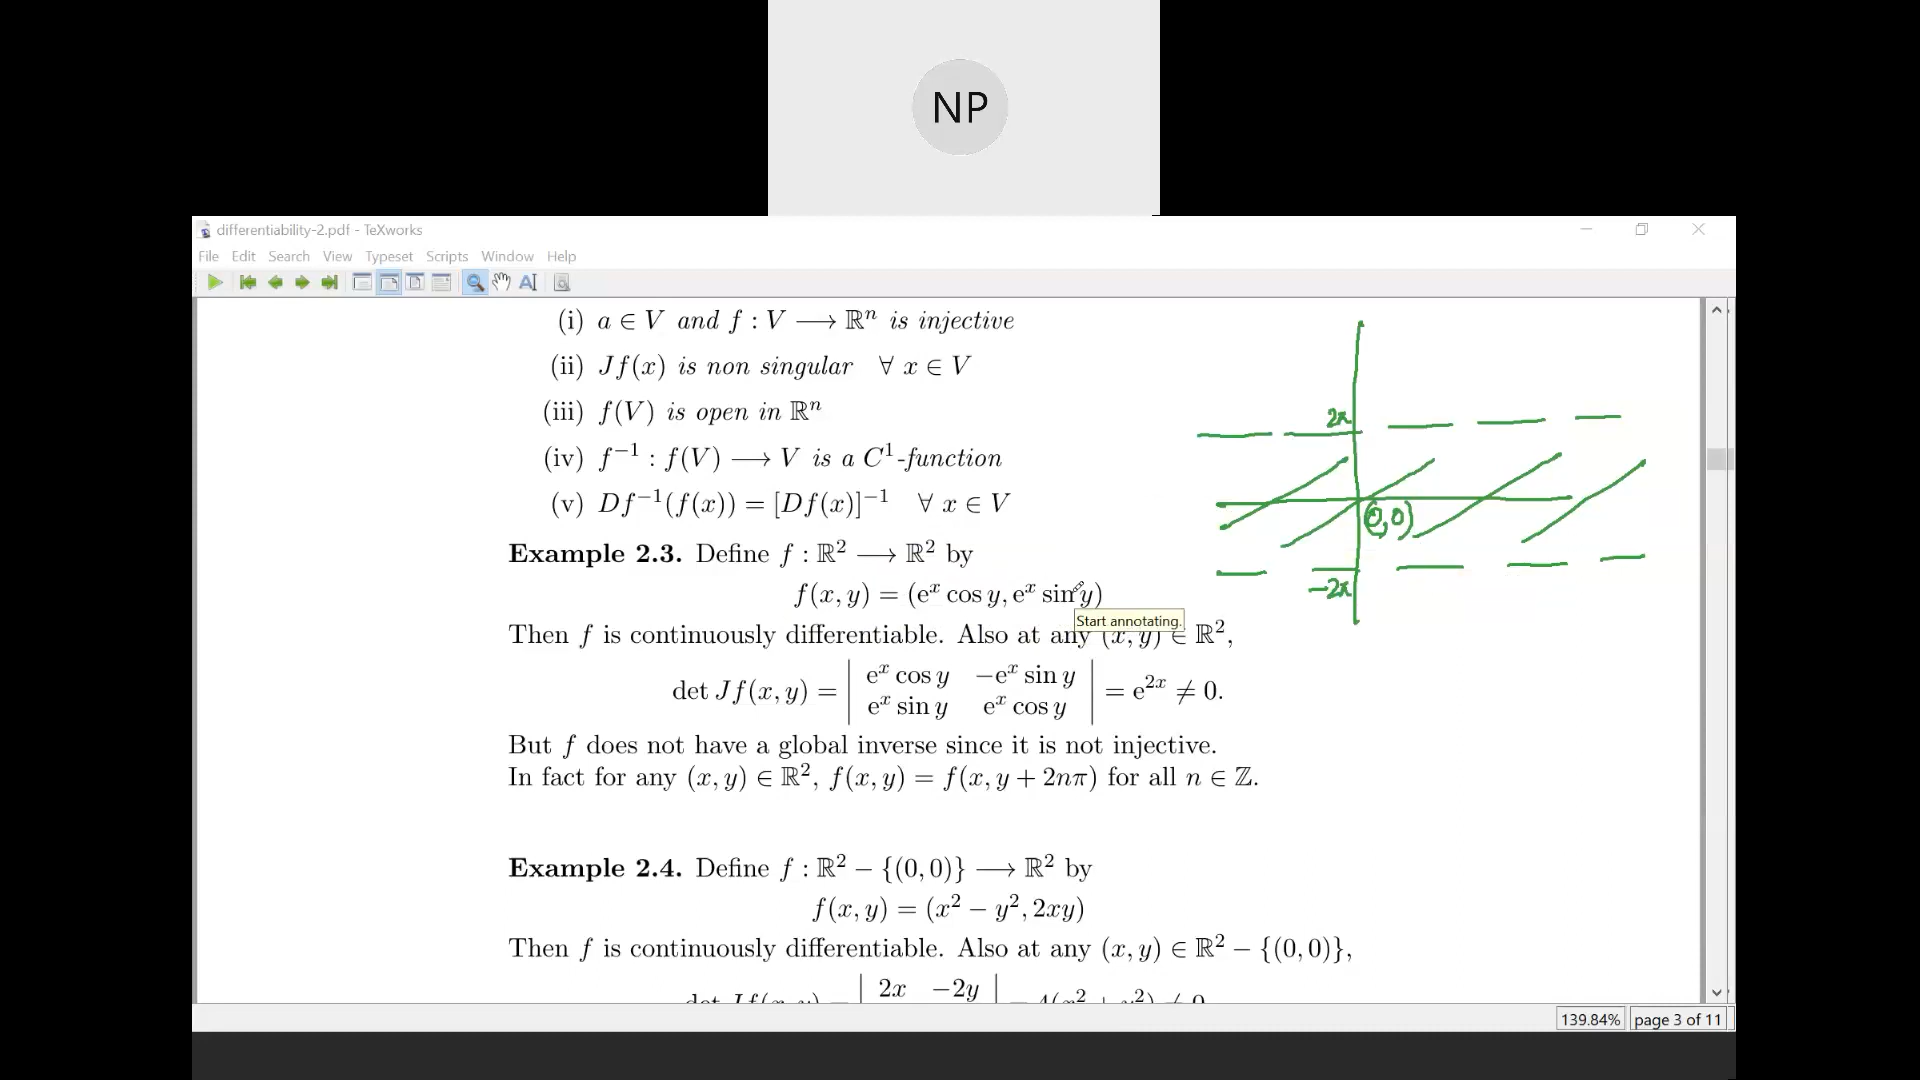 NP
differentiability-2.pdf - TeXworks
File Edit Search View Typeset Scripts Window Help
(i) a ∈ V and f : V ⟶ ℝⁿ is injective
(ii) Jf(x) is non singular ∀ x ∈ V
(iii) f(V) is open in ℝⁿ
(iv) f⁻¹ : f(V) ⟶ V is a C¹-function
(v) Df⁻¹(f(x)) = [Df(x)]⁻¹ ∀ x ∈ V
2π
(0,0)
−2π
Example 2.3. Define f : ℝ² ⟶ ℝ² by
f(x, y) = (eˣ cos y, eˣ sin y)
Start annotating.
Then f is continuously differentiable. Also at any (x, y) ∈ ℝ²,
det Jf(x, y) = | eˣ cos y −eˣ sin y | = e²ˣ ≠ 0.
| eˣ sin y eˣ cos y |
But f does not have a global inverse since it is not injective.
In fact for any (x, y) ∈ ℝ², f(x, y) = f(x, y + 2nπ) for all n ∈ ℤ.
Example 2.4. Define f : ℝ² − {(0, 0)} ⟶ ℝ² by
f(x, y) = (x² − y², 2xy)
Then f is continuously differentiable. Also at any (x, y) ∈ ℝ² − {(0, 0)},
| 2x −2y |
139.84% page 3 of 11